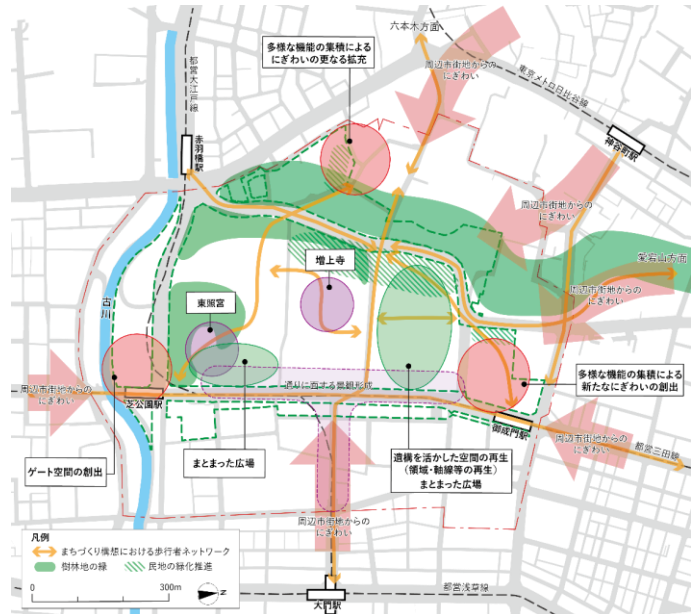 六本木方面
多様な機能の集積による
にぎわいの更なる拡充
周辺市街地からの
にぎわい
東京メトロ日比谷線
都営大江戸線
赤羽橋駅
神谷町駅
周辺市街地からの
にぎわい
愛宕山方面
増上寺
東照宮
古川
周辺市街地からの
にぎわい
多様な機能の集積による
新たなにぎわいの創出
周辺市街地からの
にぎわい
通りに面する景観形成
芝公園駅
御成門駅
周辺市街地からの
にぎわい
都営三田線
ゲート空間の創出
まとまった広場
遺構を活かした空間の再生
(領域・軸線等の再生)
まとまった広場
周辺市街地からの
にぎわい
凡例
まちづくり構想における歩行者ネットワーク
樹林地の緑
民地の緑化推進
0
300m
N
大門駅
都営浅草線